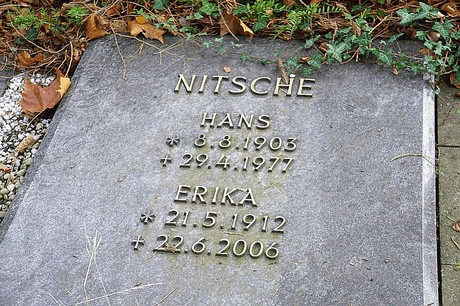 NITSCHE
HANS
* 8.8.1903
+ 29.4.1977
ERIKA
* 21.5.1912
+ 22.6.2006